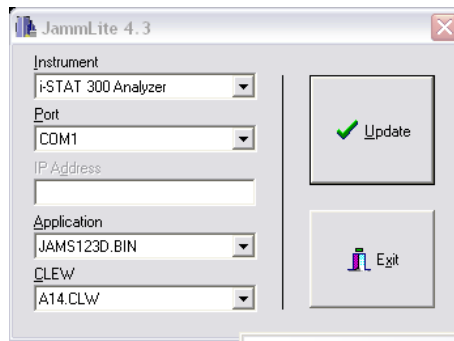 JammLite 4.3
Instrument
i-STAT 300 Analyzer
Port
COM1
IP Address
Application
JAMS123D.BIN
CLEW
A14.CLW
Update
Exit